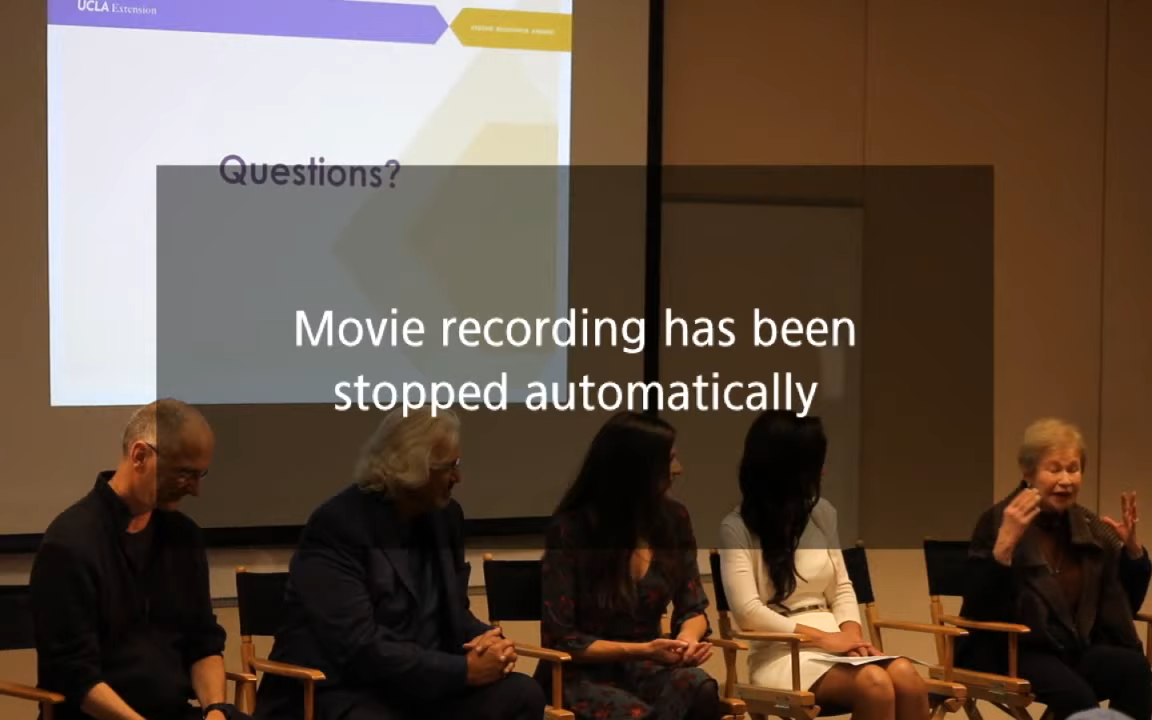 UCLA Extension
Questions?
Movie recording has been
stopped automatically